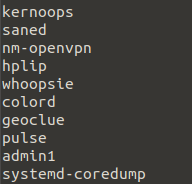 kernoops
saned
nm-openvpn
hplip
whoopsie
colord
geoclue
pulse
admin1
systemd-coredump